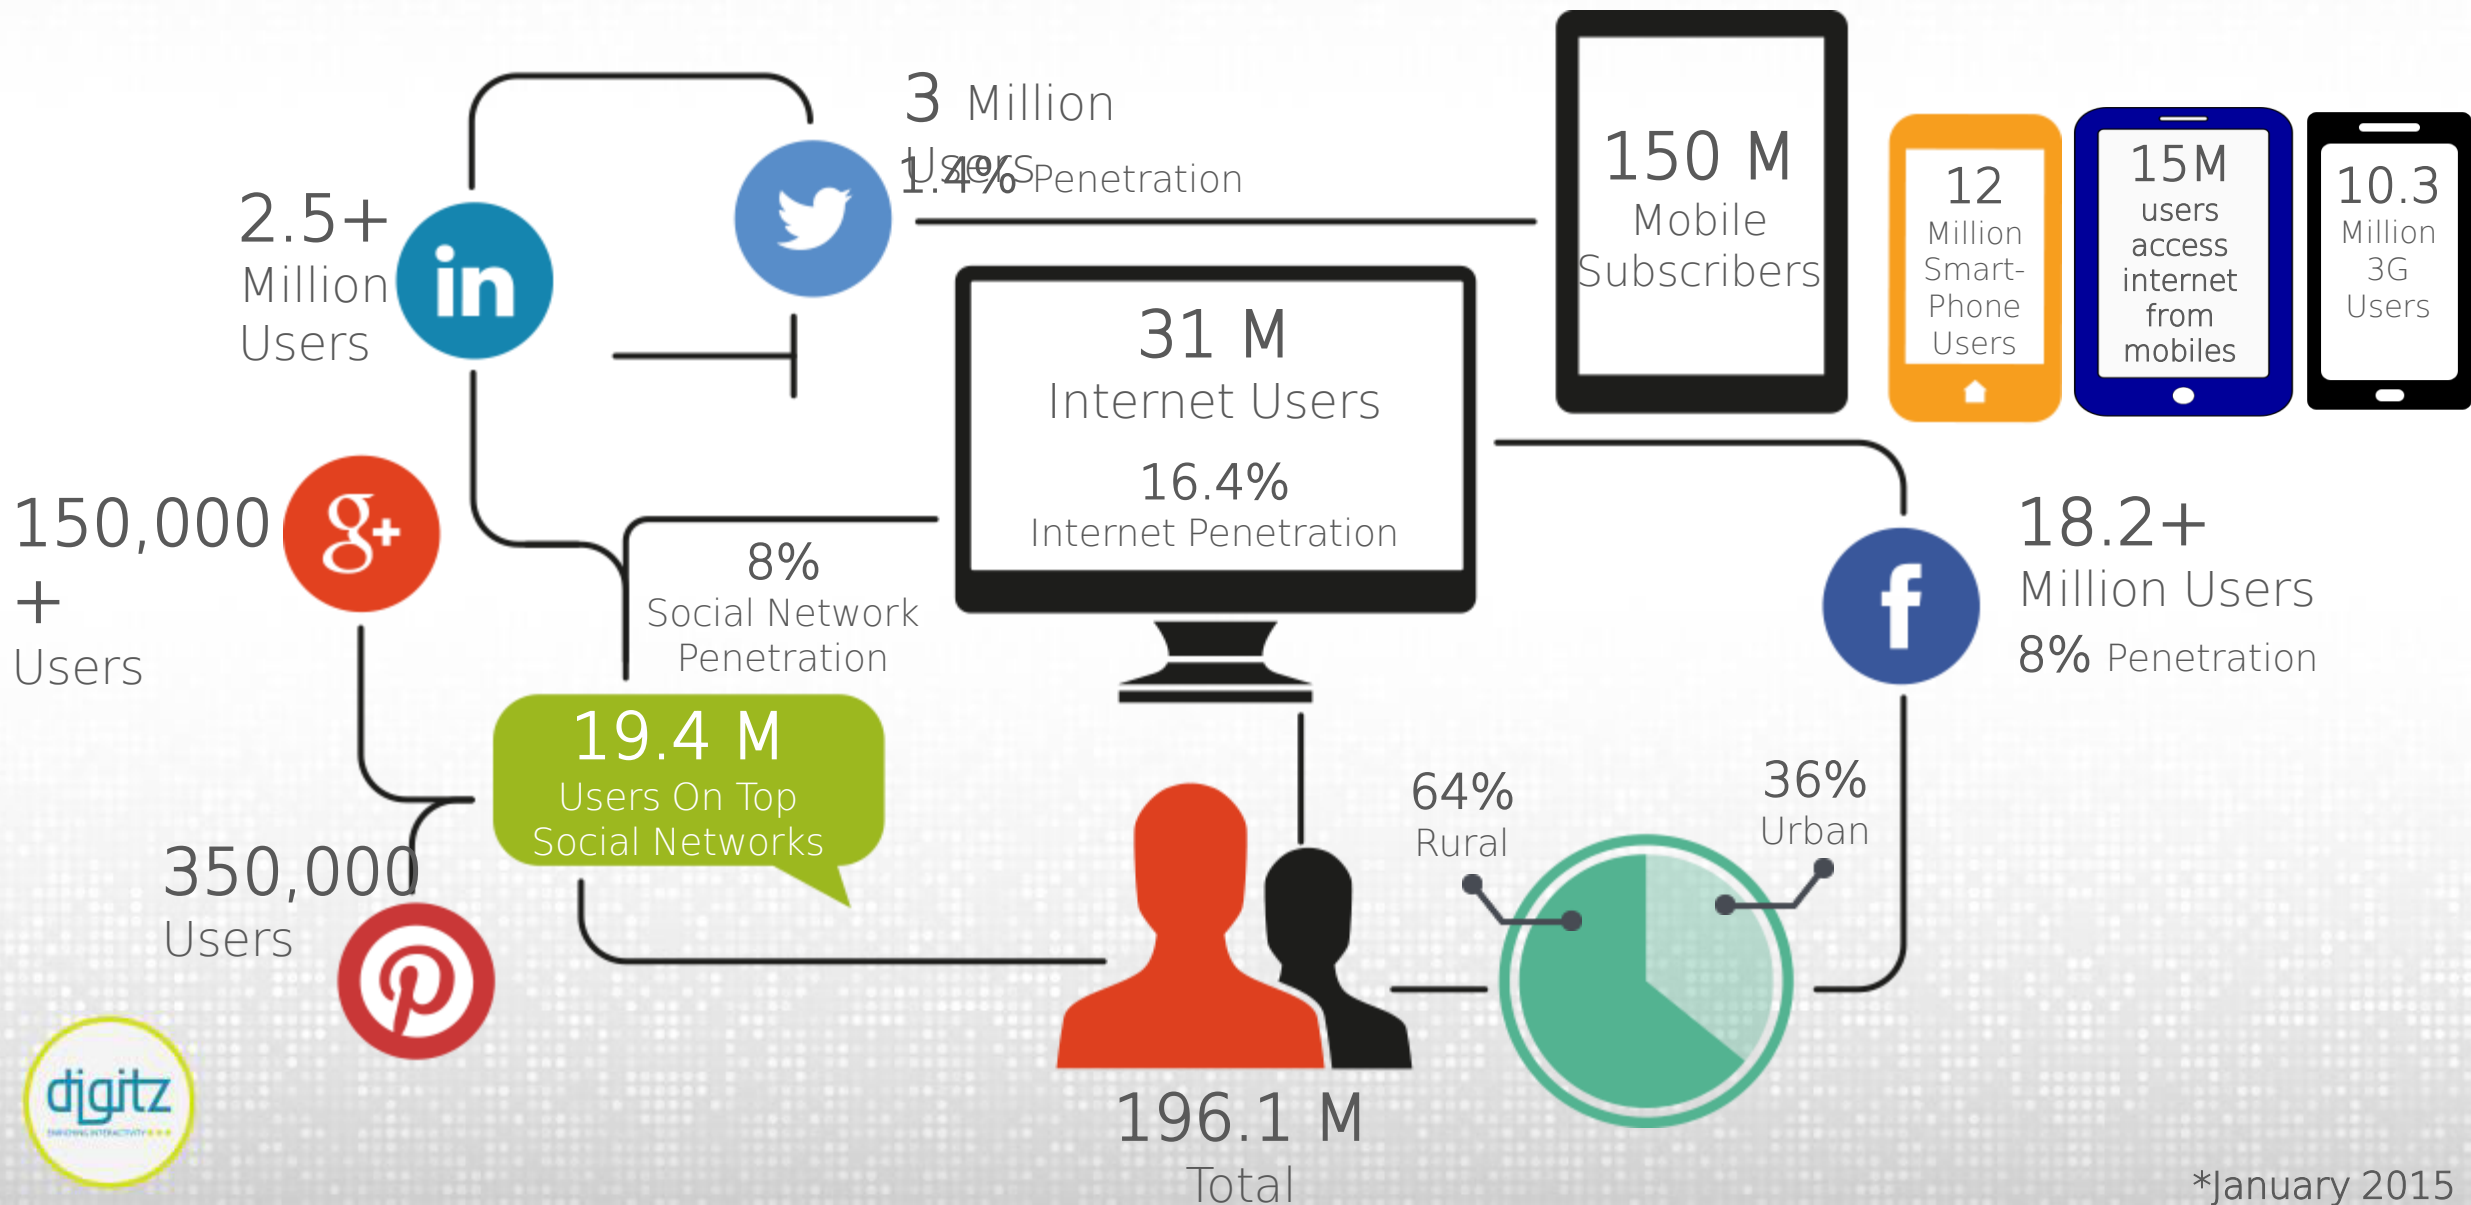 3 Million
Users
1.4% Penetration
2.5+
Million
Users
150 M
Mobile
Subscribers
12
Million
Smart-
Phone
Users
15M
users
access
internet
from
mobiles
10.3
Million
3G
Users
31 M
Internet Users
16.4%
Internet Penetration
150,000
+
Users
8%
Social Network
Penetration
18.2+
Million Users
8% Penetration
19.4 M
Users On Top
Social Networks
64%
Rural
36%
Urban
350,000
Users
196.1 M
Total
digitz
ENRICHING INTERACTIVITY
*January 2015